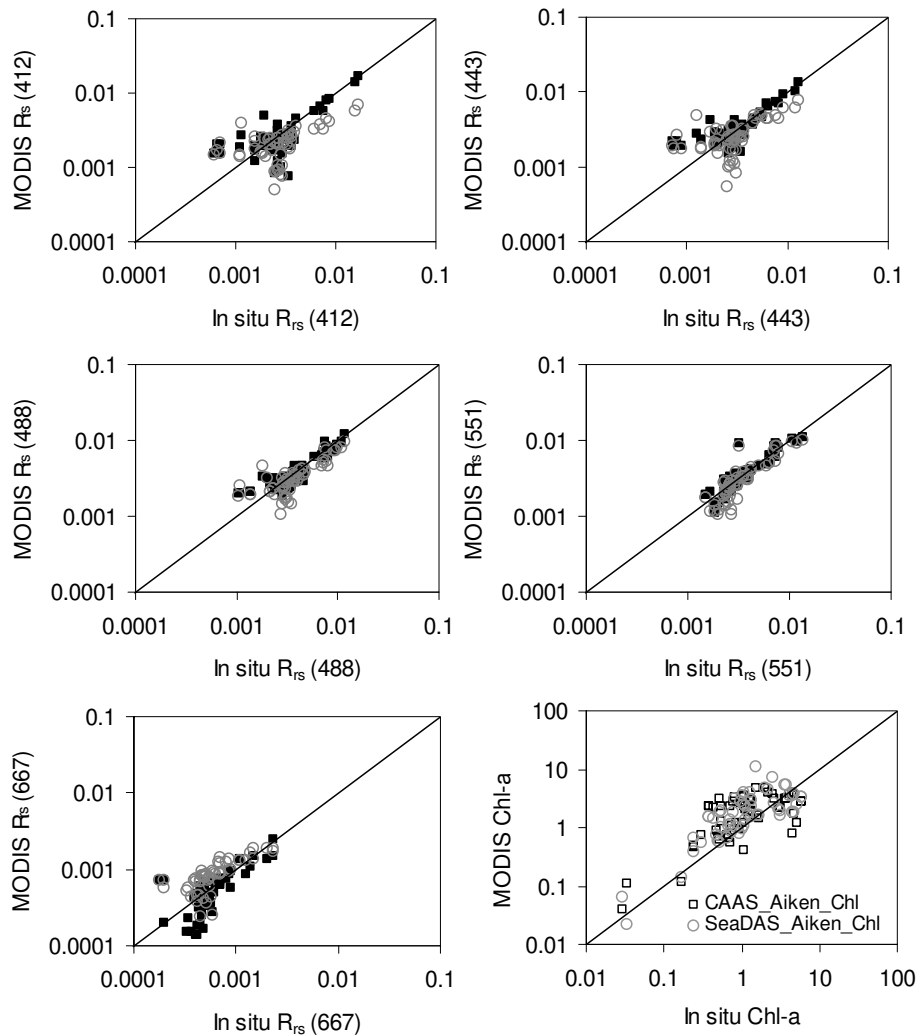 0.1
0.01
0.001
0.0001
MODIS Rs (412)
0.0001 0.001 0.01 0.1
In situ Rrs (412)
0.1
0.01
0.001
0.0001
MODIS Rs (443)
0.0001 0.001 0.01 0.1
In situ Rrs (443)
0.1
0.01
0.001
0.0001
MODIS Rs (488)
0.0001 0.001 0.01 0.1
In situ Rrs (488)
0.1
0.01
0.001
0.0001
MODIS Rs (551)
0.0001 0.001 0.01 0.1
In situ Rrs (551)
0.1
0.01
0.001
0.0001
MODIS Rs (667)
0.0001 0.001 0.01 0.1
In situ Rrs (667)
100
10
1
0.1
0.01
MODIS Chl-a
CAAS_Aiken_Chl
SeaDAS_Aiken_Chl
0.01 0.1 1 10 100
In situ Chl-a